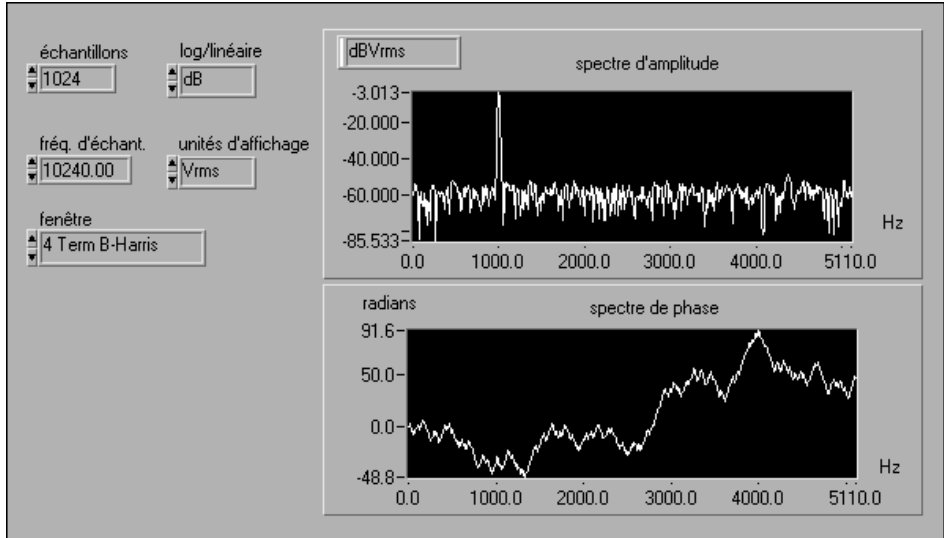 échantillons
1024
log/linéaire
dB
fréq. d'échant.
10240.00
unités d'affichage
Vrms
fenêtre
4 Term B-Harris
dBVrms
spectre d'amplitude
-3.013
-20.000
-40.000
-60.000
-85.533
Hz
0.0 1000.0 2000.0 3000.0 4000.0 5110.0
radians
spectre de phase
91.6
50.0
0.0
-48.8
Hz
0.0 1000.0 2000.0 3000.0 4000.0 5110.0